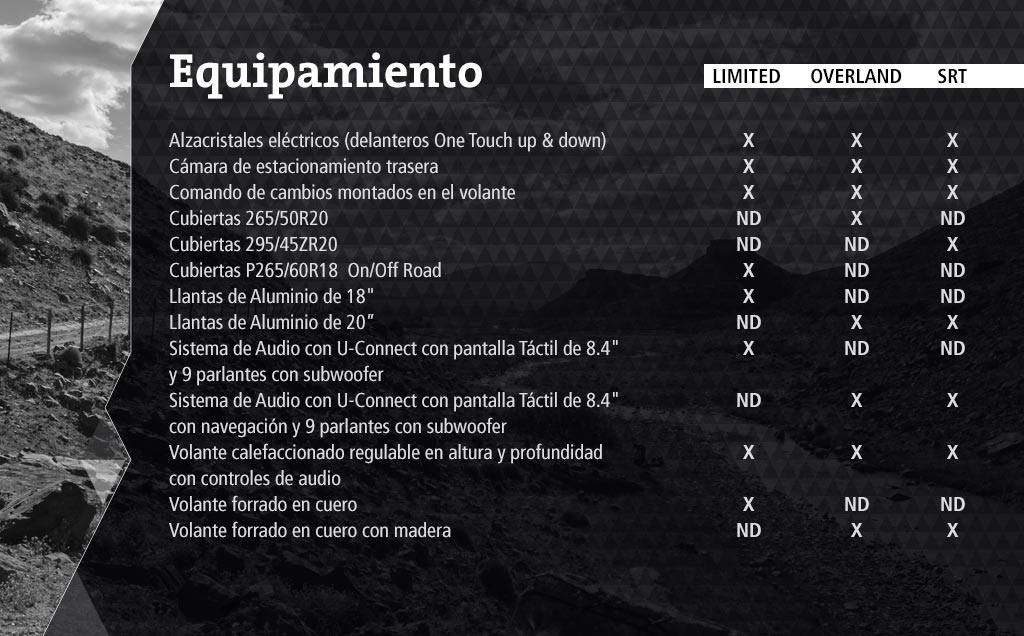 Equipamiento
LIMITED OVERLAND SRT
Alzacristales eléctricos (delanteros One Touch up & down) X X X
Cámara de estacionamiento trasera X X X
Comando de cambios montados en el volante X X X
Cubiertas 265/50R20 ND X ND
Cubiertas 295/45ZR20 ND ND X
Cubiertas P265/60R18 On/Off Road X ND ND
Llantas de Aluminio de 18" X ND ND
Llantas de Aluminio de 20” ND X X
Sistema de Audio con U-Connect con pantalla Táctil de 8.4" X ND ND
y 9 parlantes con subwoofer
Sistema de Audio con U-Connect con pantalla Táctil de 8.4" ND X X
con navegación y 9 parlantes con subwoofer
Volante calefaccionado regulable en altura y profundidad X X X
con controles de audio
Volante forrado en cuero X ND ND
Volante forrado en cuero con madera ND X X